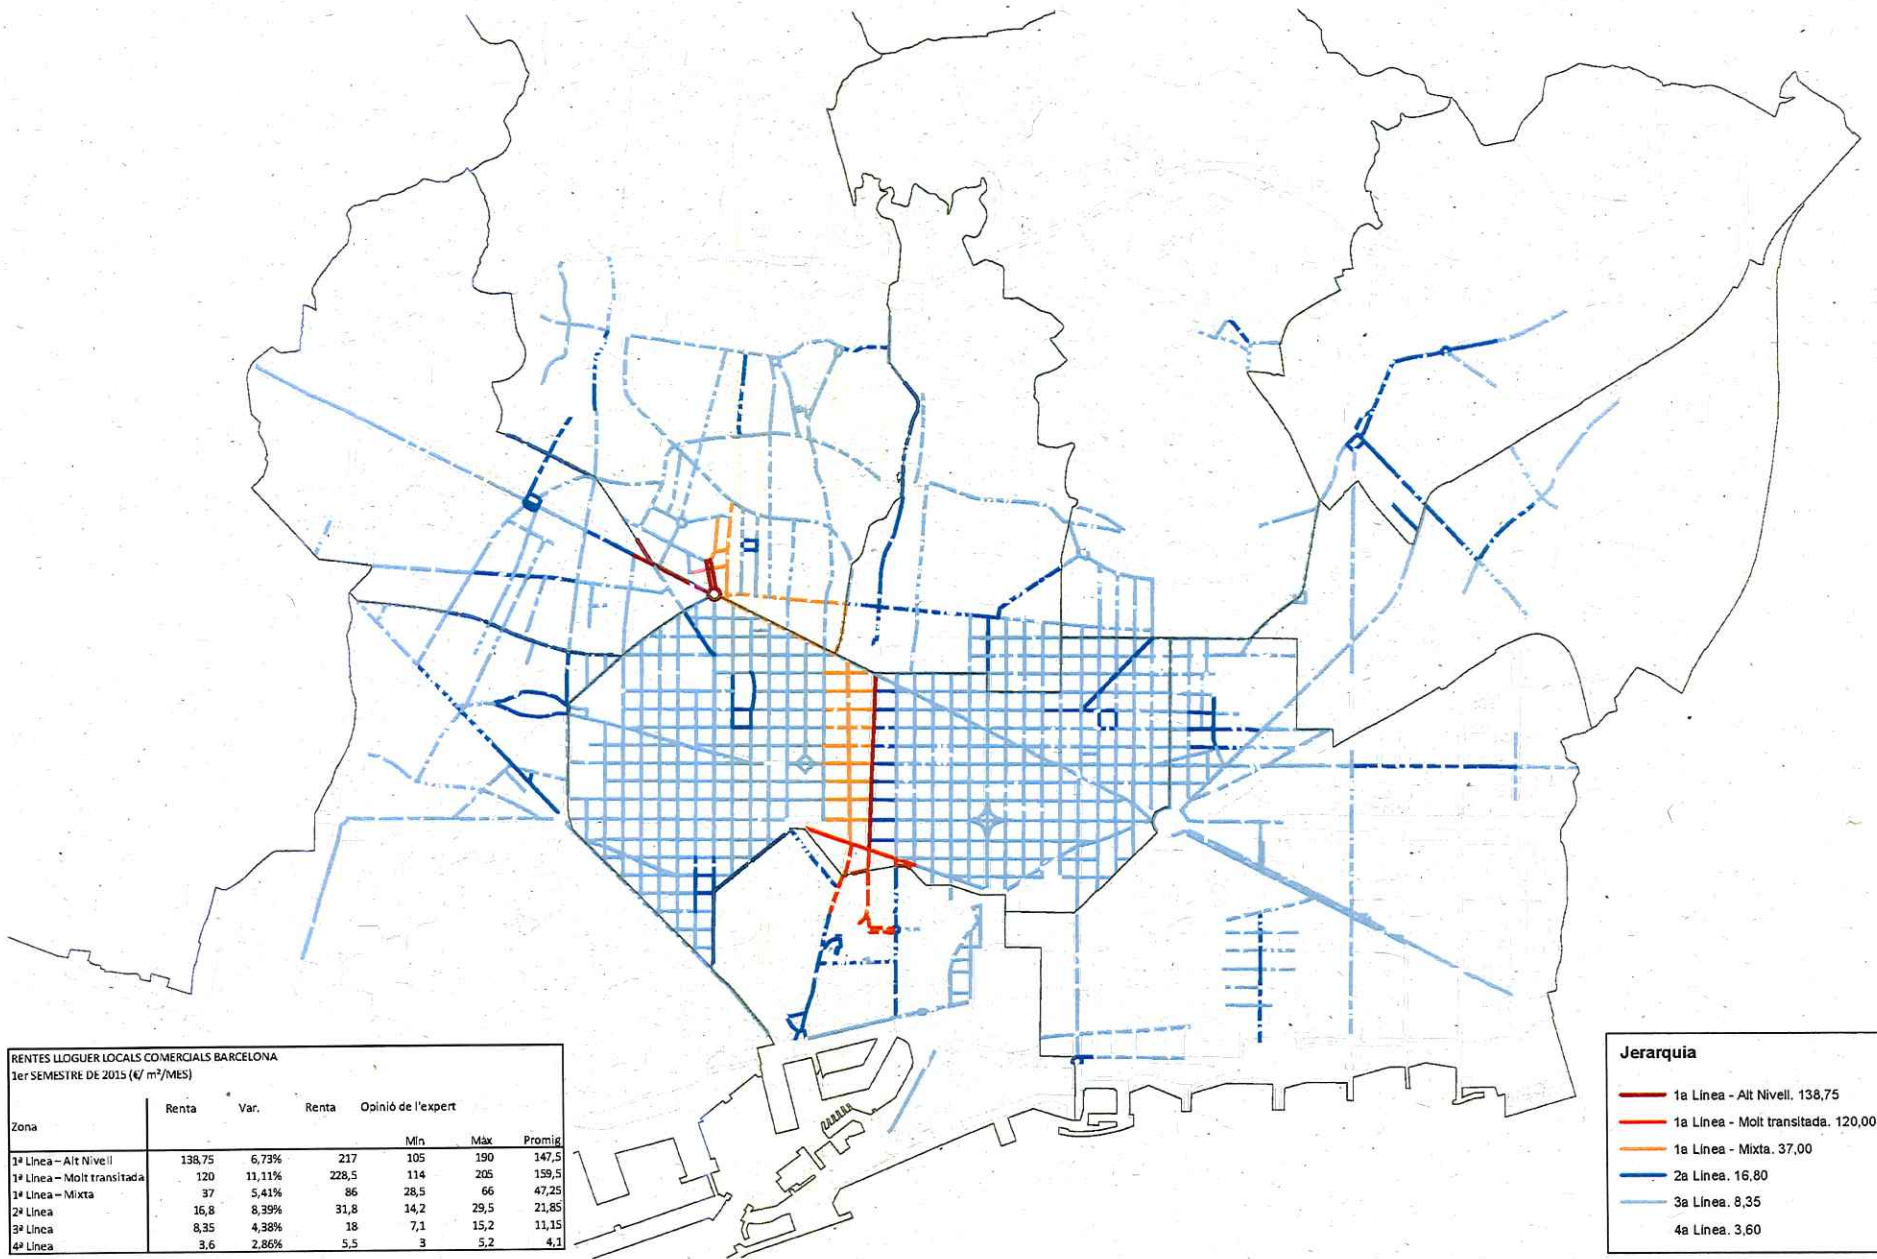 RENTES LLOGUER LOCALS COMERCIALS BARCELONA
1er SEMESTRE DE 2015 (€/ m²/MES)
Zona Renta Var. Renta Opinió de l'expert
Mín Màx Promig
1ª Línea – Alt Nivell 138,75 6,73% 217 105 190 147,5
1ª Línea – Molt transitada 120 11,11% 228,5 114 205 159,5
1ª Línea – Mixta 37 5,41% 86 28,5 66 47,25
2ª Línea 16,8 8,39% 31,8 14,2 29,5 21,85
3ª Línea 8,35 4,38% 18 7,1 15,2 11,15
4ª Línea 3,6 2,86% 5,5 3 5,2 4,1
Jerarquia
1a Línea - Alt Nivell. 138,75
1a Línea - Molt transitada. 120,00
1a Línea - Mixta. 37,00
2a Línea. 16,80
3a Línea. 8,35
4a Línea. 3,60